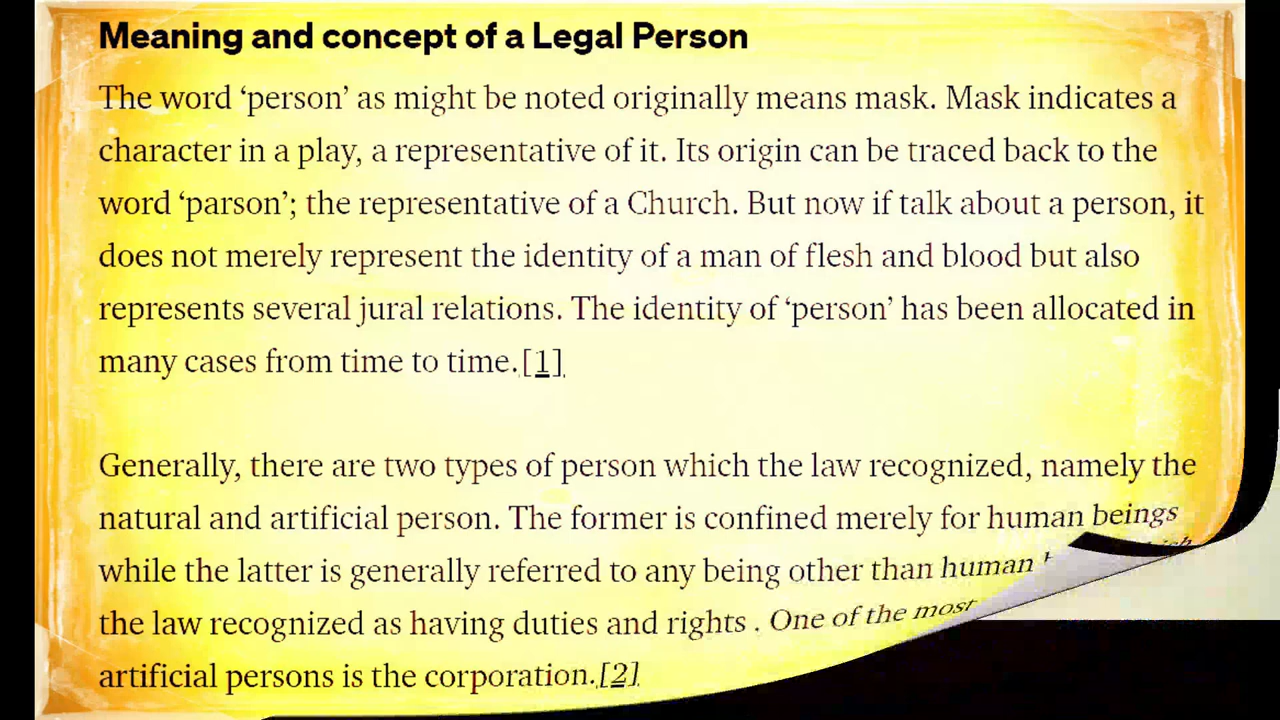 Meaning and concept of a Legal Person
The word ‘person’ as might be noted originally means mask. Mask indicates a
character in a play, a representative of it. Its origin can be traced back to the
word ‘parson’; the representative of a Church. But now if talk about a person, it
does not merely represent the identity of a man of flesh and blood but also
represents several jural relations. The identity of ‘person’ has been allocated in
many cases from time to time.[1]
Generally, there are two types of person which the law recognized, namely the
natural and artificial person. The former is confined merely for human beings
while the latter is generally referred to any being other than human
the law recognized as having duties and rights . One of the most
artificial persons is the corporation.[2]